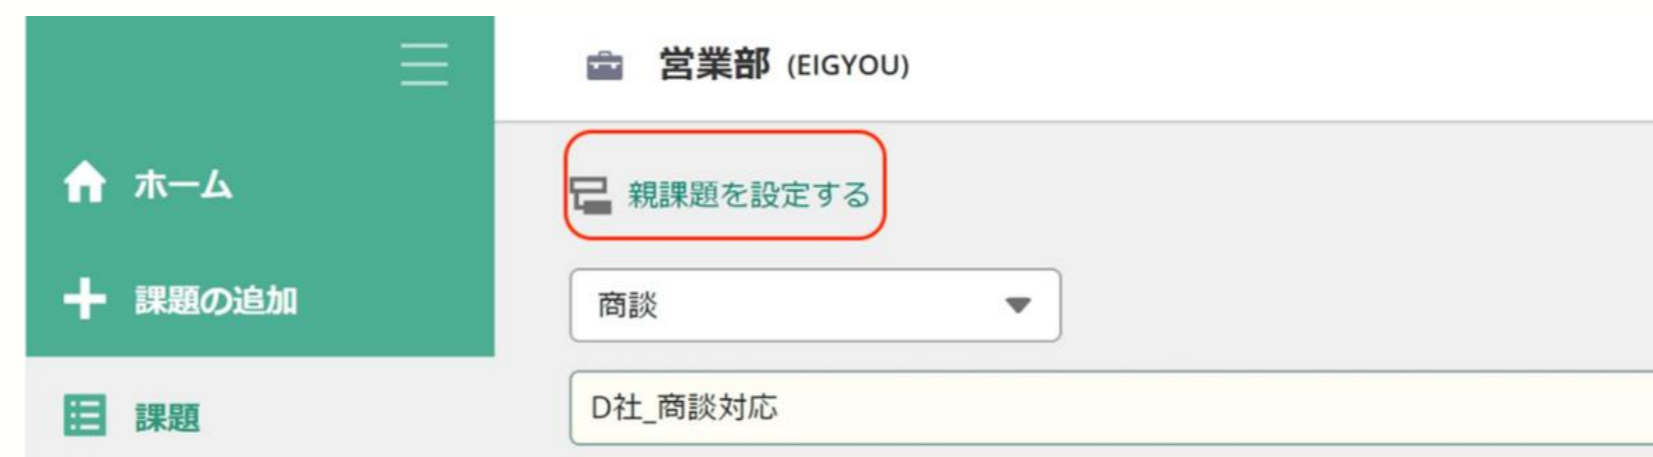 営業部 (EIGYOU)
ホーム
親課題を設定する
課題の追加
商談
課題
D社_商談対応